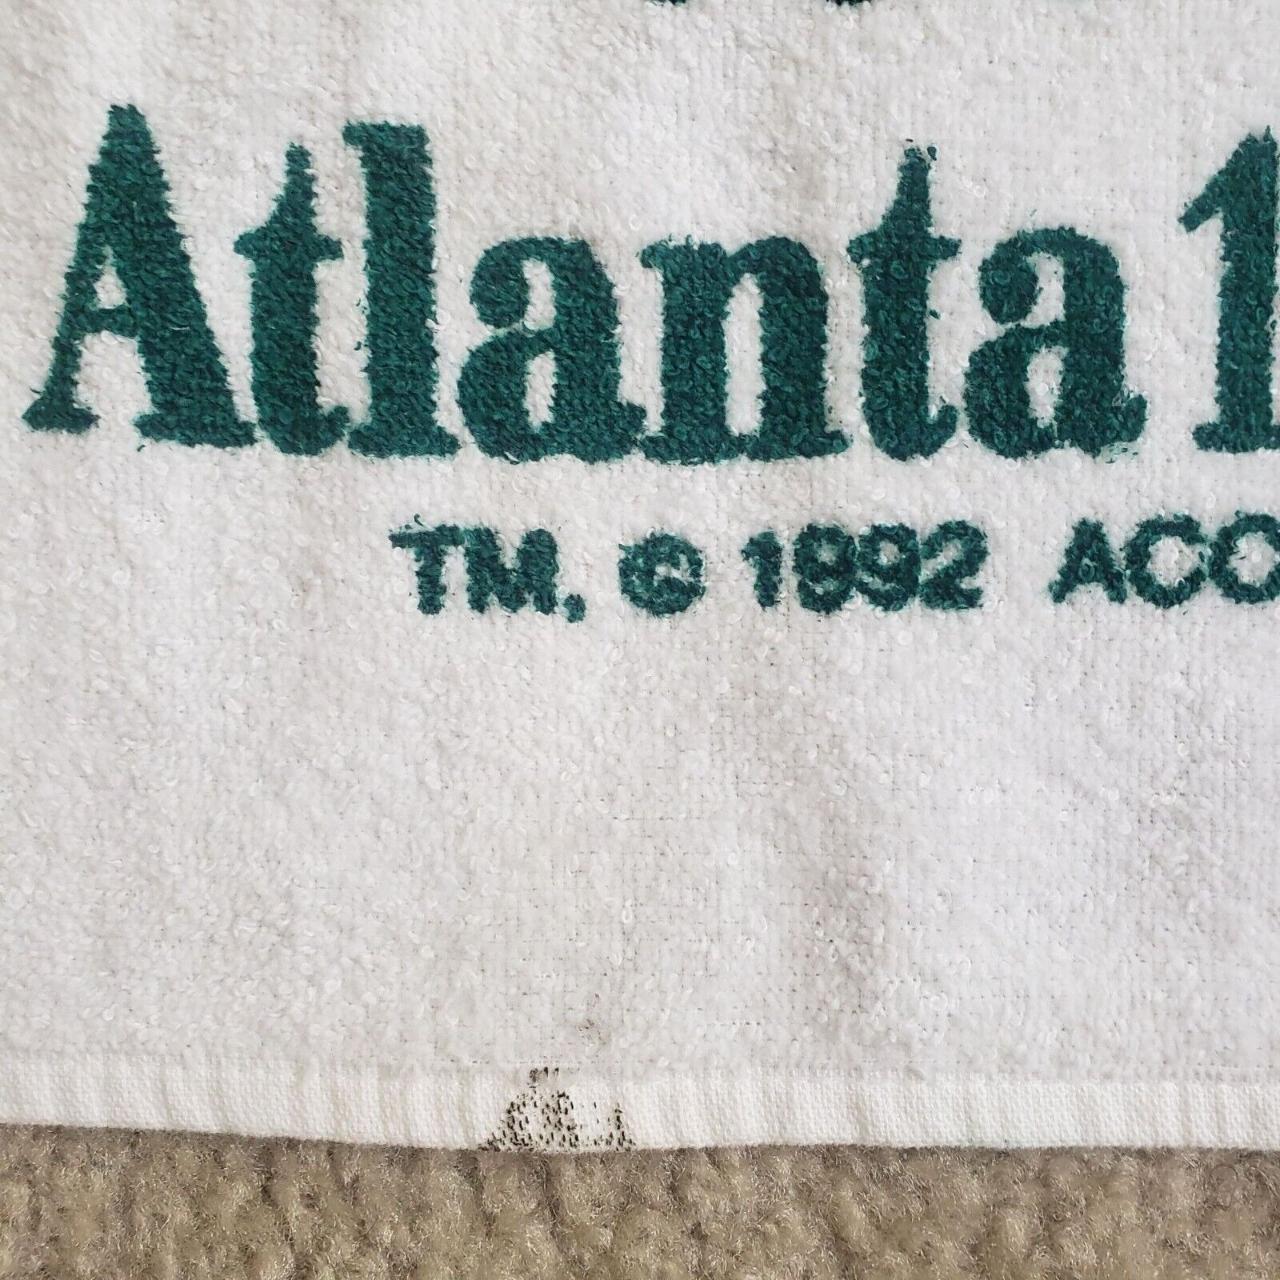 Atlanta 1
TM, © 1992 ACO